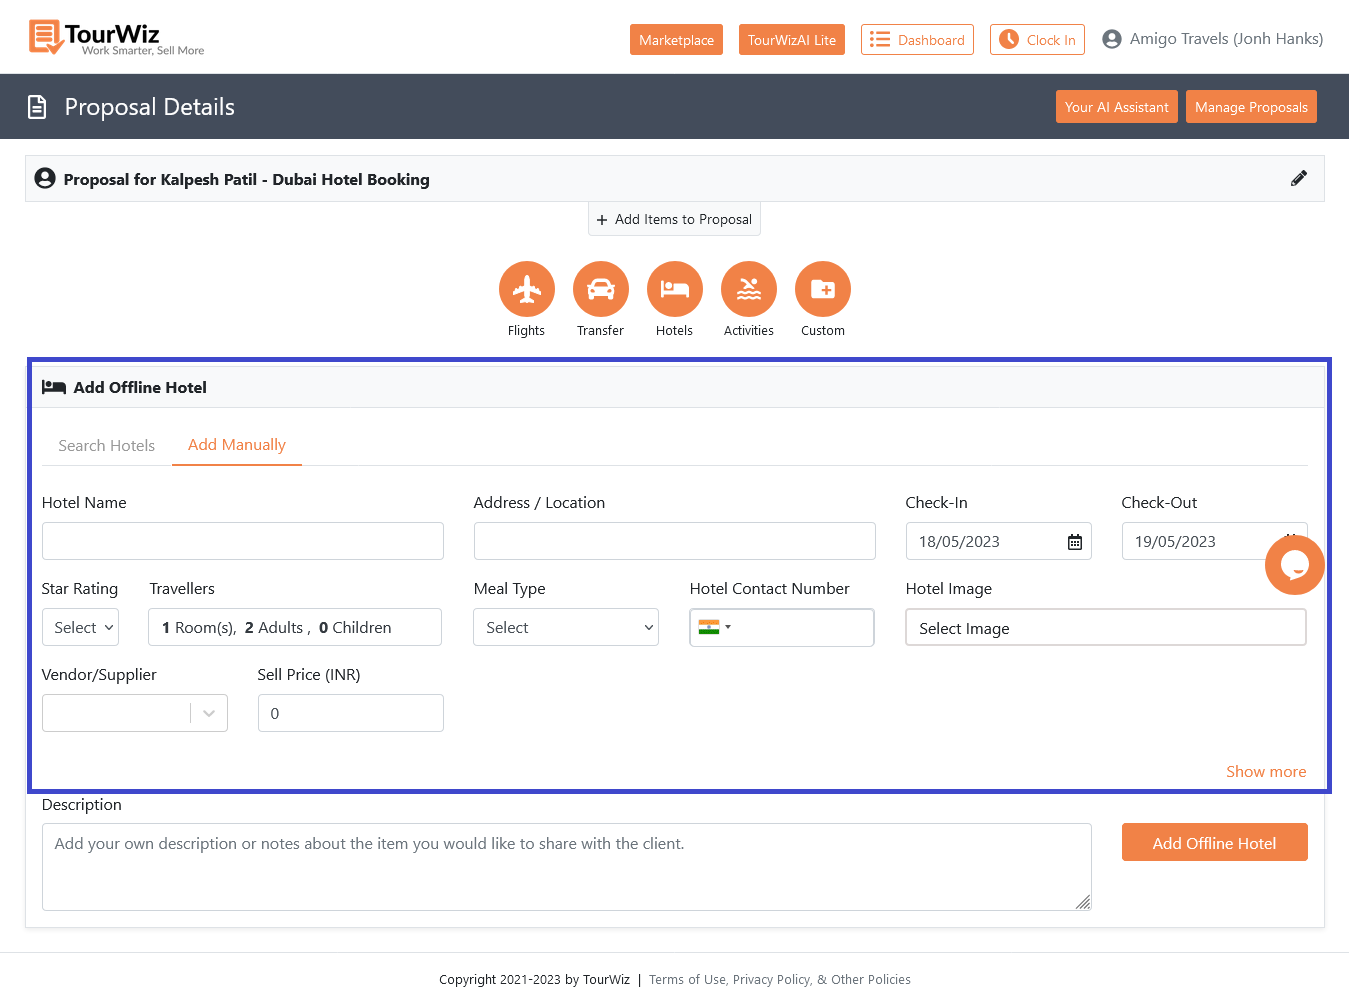 TourWiz
Work Smarter, Sell More
Marketplace
TourWizAI Lite
Dashboard
Clock In
Amigo Travels (Jonh Hanks)
Proposal Details
Your AI Assistant
Manage Proposals
Proposal for Kalpesh Patil - Dubai Hotel Booking
+ Add Items to Proposal
Flights
Transfer
Hotels
Activities
Custom
Add Offline Hotel
Search Hotels
Add Manually
Hotel Name
Address / Location
Check-In
Check-Out
18/05/2023
19/05/2023
Star Rating
Travellers
Meal Type
Hotel Contact Number
Hotel Image
Select
1 Room(s), 2 Adults , 0 Children
Select
Select Image
Vendor/Supplier
Sell Price (INR)
0
Show more
Description
Add your own description or notes about the item you would like to share with the client.
Add Offline Hotel
Copyright 2021-2023 by TourWiz | Terms of Use, Privacy Policy, & Other Policies